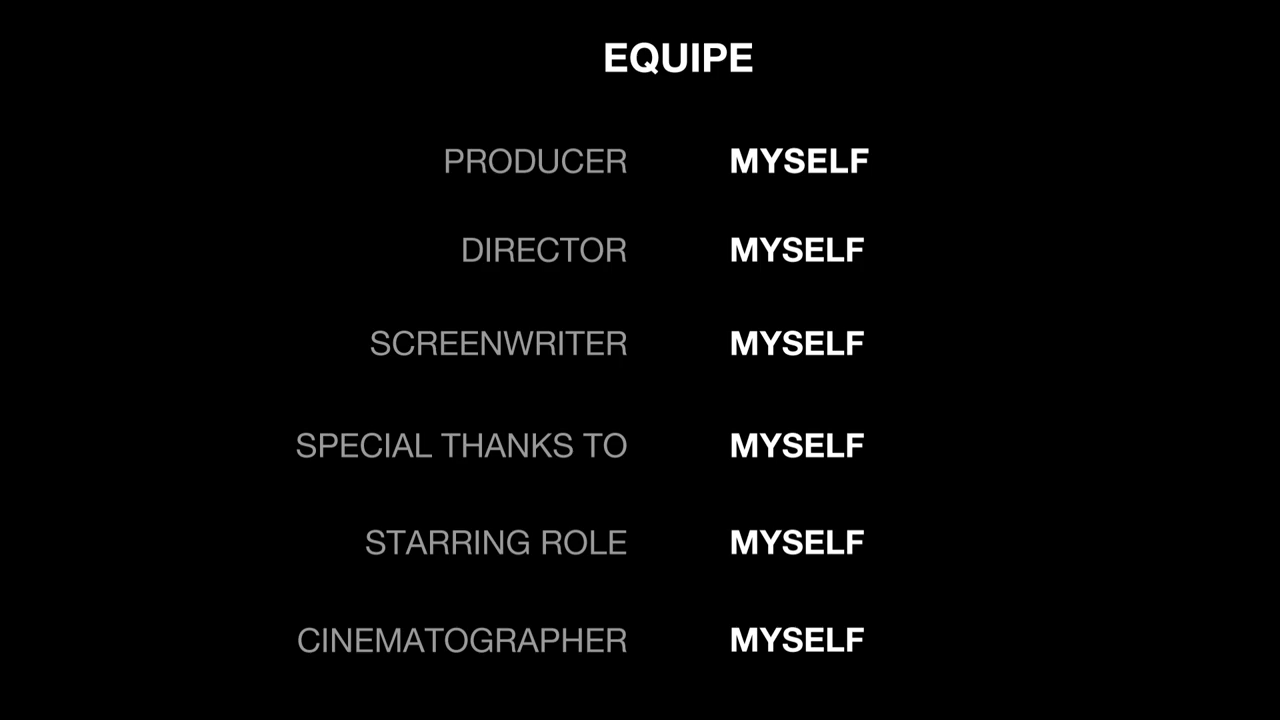 EQUIPE
PRODUCER MYSELF
DIRECTOR MYSELF
SCREENWRITER MYSELF
SPECIAL THANKS TO MYSELF
STARRING ROLE MYSELF
CINEMATOGRAPHER MYSELF